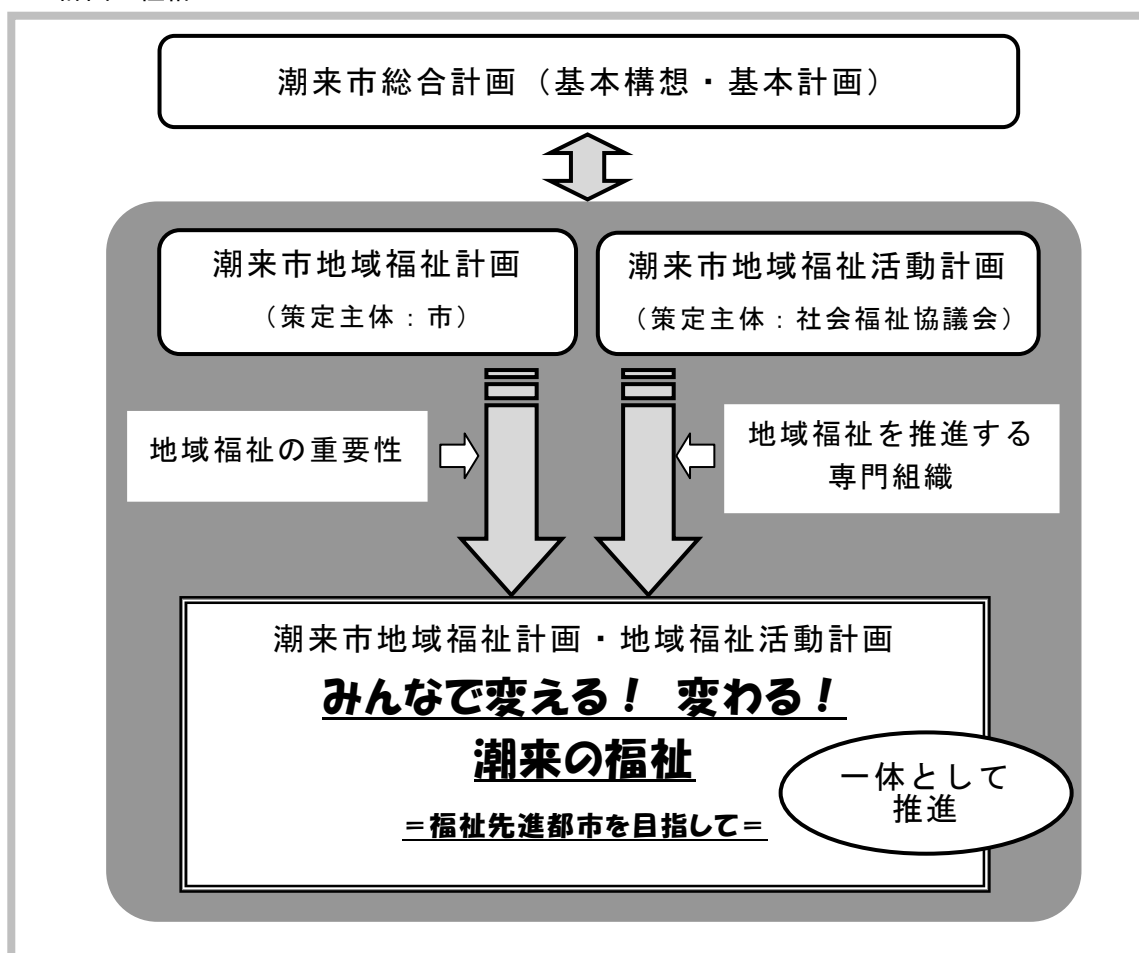 潮来市総合計画（基本構想・基本計画）
潮来市地域福祉計画
（策定主体：市）
潮来市地域福祉活動計画
（策定主体：社会福祉協議会）
地域福祉の重要性
地域福祉を推進する
専門組織
潮来市地域福祉計画・地域福祉活動計画
みんなで変える！　変わる！
潮来の福祉
＝福祉先進都市を目指して＝
一体として
推進